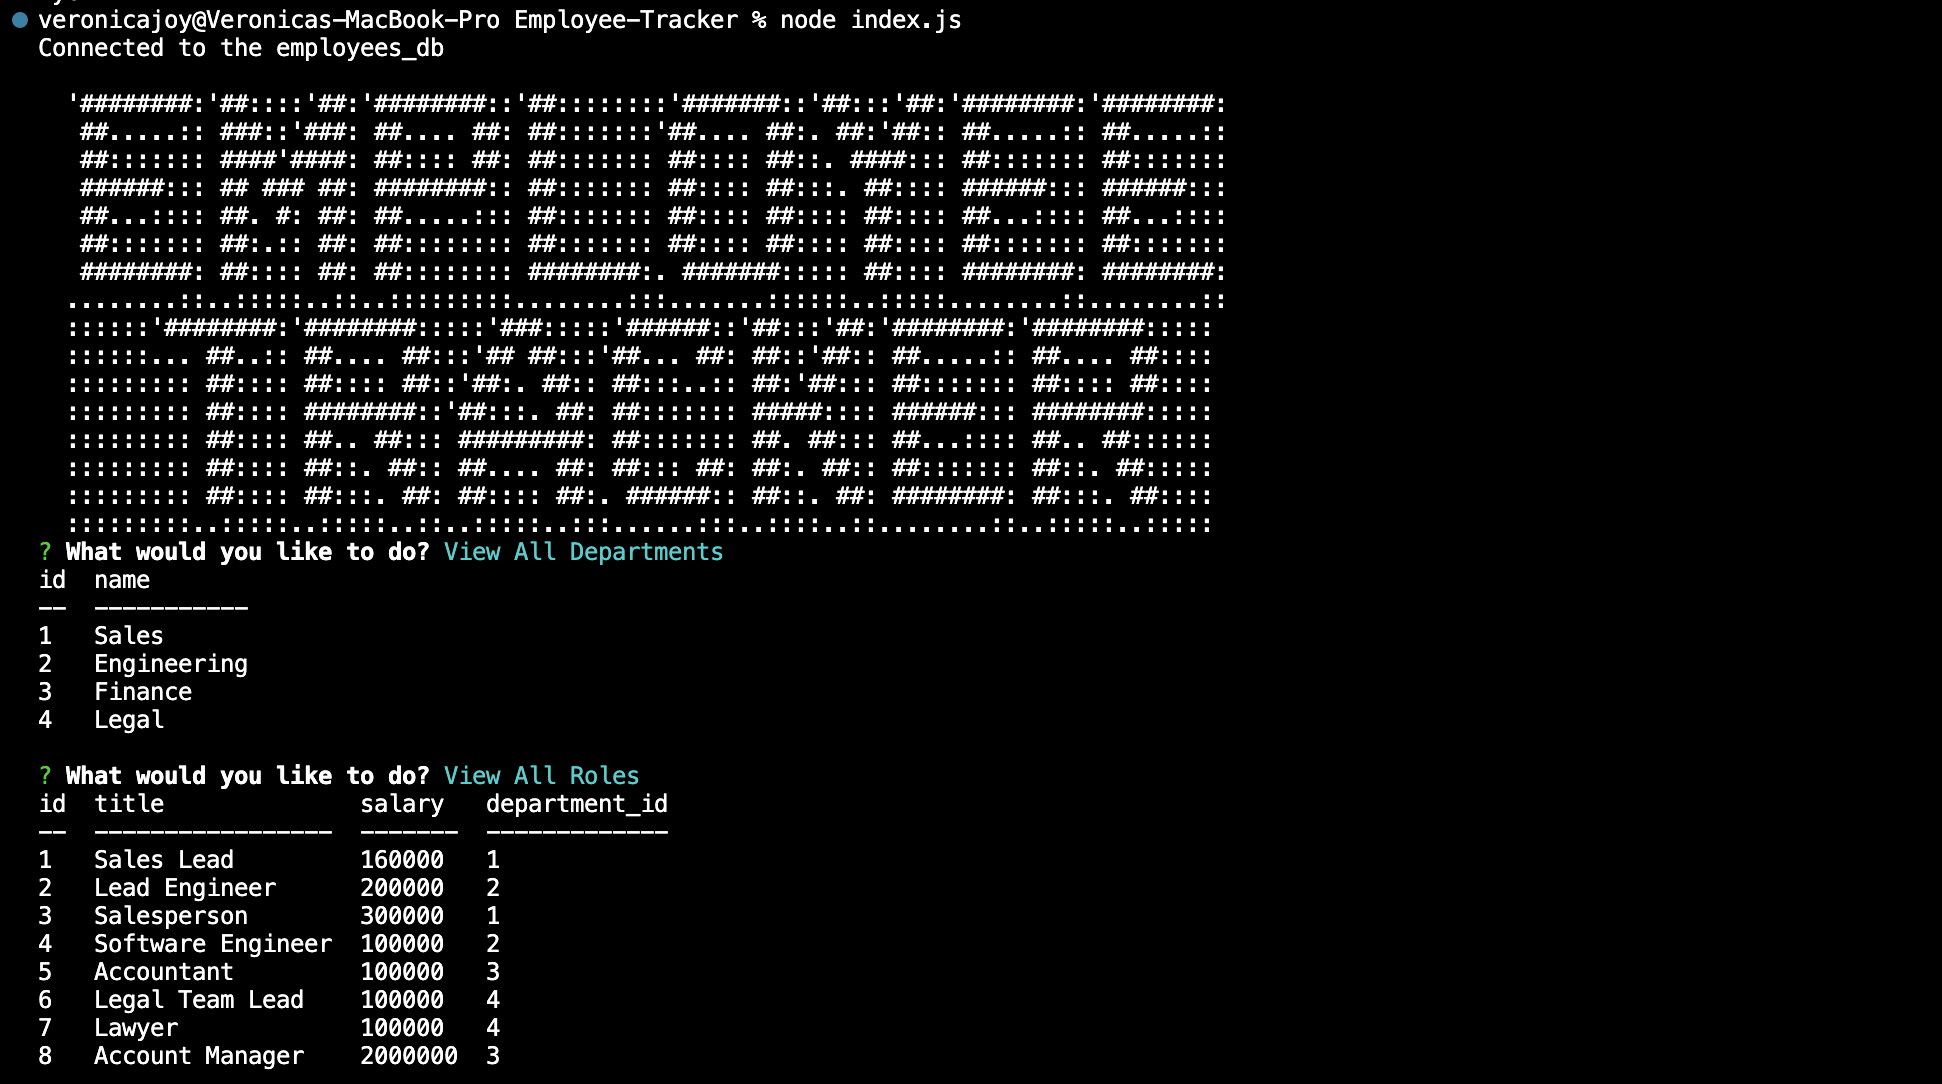 veronicajoy@Veronicas-MacBook-Pro Employee-Tracker % node index.js
Connected to the employees_db
EMPLOYEE
TRACKER
? What would you like to do? View All Departments
id  name
--  -----------
1   Sales
2   Engineering
3   Finance
4   Legal
? What would you like to do? View All Roles
id  title              salary   department_id
--  -----------------  -------  -------------
1   Sales Lead         160000   1
2   Lead Engineer      200000   2
3   Salesperson        300000   1
4   Software Engineer  100000   2
5   Accountant         100000   3
6   Legal Team Lead    100000   4
7   Lawyer             100000   4
8   Account Manager    2000000  3